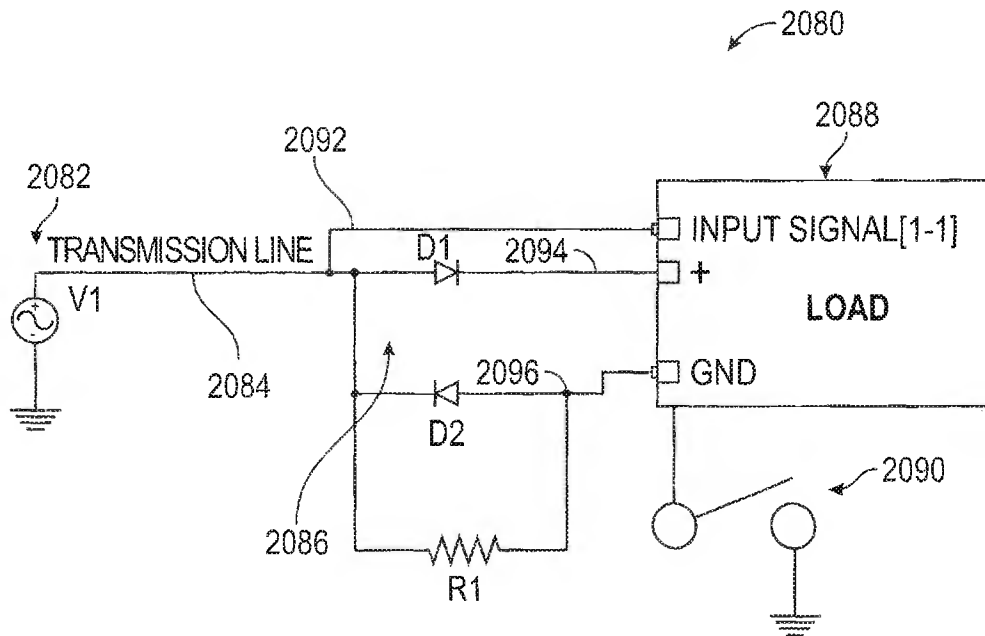 2080
2088
2092
2082
TRANSMISSION LINE
D1
2094
INPUT SIGNAL[1-1]
+
LOAD
V1
+
-
2084
2096
GND
D2
2090
2086
R1